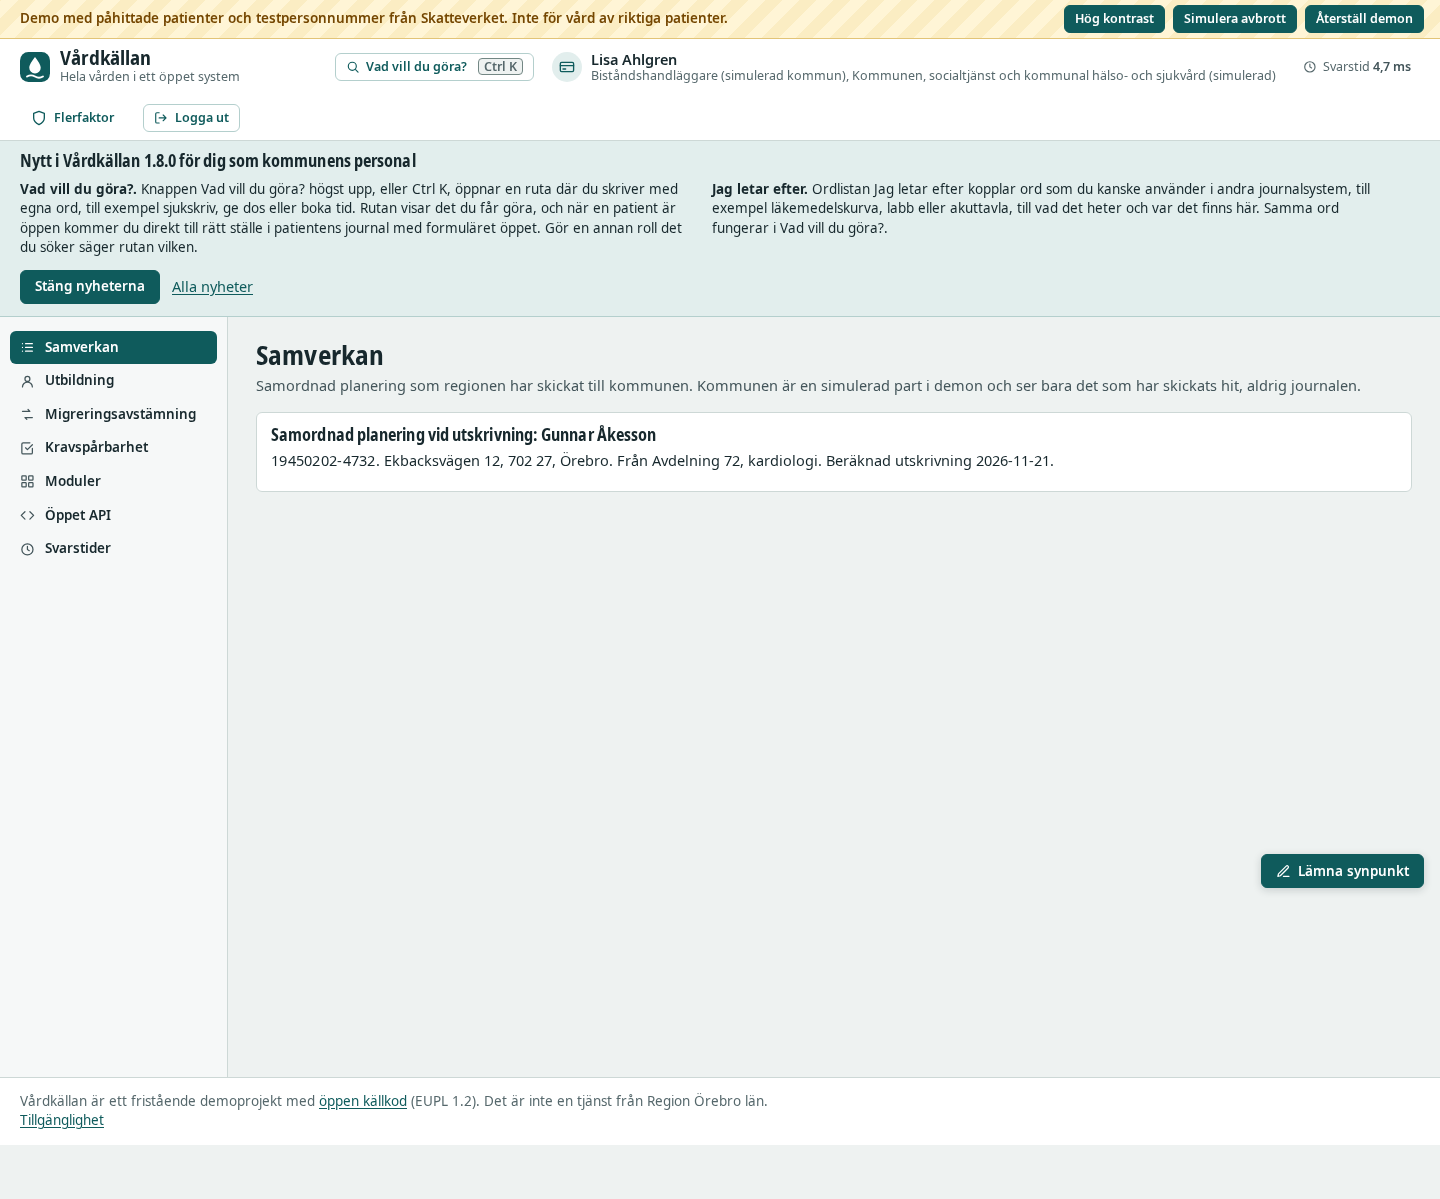 Demo med påhittade patienter och testpersonnummer från Skatteverket. Inte för vård av riktiga patienter.
Hög kontrast
Simulera avbrott
Återställ demon
Vårdkällan
Hela vården i ett öppet system
Vad vill du göra?
Ctrl K
Lisa Ahlgren
Biståndshandläggare (simulerad kommun), Kommunen, socialtjänst och kommunal hälso- och sjukvård (simulerad)
Svarstid 4,7 ms
Flerfaktor
Logga ut
Nytt i Vårdkällan 1.8.0 för dig som kommunens personal
Vad vill du göra?. Knappen Vad vill du göra? högst upp, eller Ctrl K, öppnar en ruta där du skriver med
egna ord, till exempel sjukskriv, ge dos eller boka tid. Rutan visar det du får göra, och när en patient är
öppen kommer du direkt till rätt ställe i patientens journal med formuläret öppet. Gör en annan roll det
du söker säger rutan vilken.
Jag letar efter. Ordlistan Jag letar efter kopplar ord som du kanske använder i andra journalsystem, till
exempel läkemedelskurva, labb eller akuttavla, till vad det heter och var det finns här. Samma ord
fungerar i Vad vill du göra?.
Stäng nyheterna
Alla nyheter
Samverkan
Utbildning
Migreringsavstämning
Kravspårbarhet
Moduler
Öppet API
Svarstider
Samverkan
Samordnad planering som regionen har skickat till kommunen. Kommunen är en simulerad part i demon och ser bara det som har skickats hit, aldrig journalen.
Samordnad planering vid utskrivning: Gunnar Åkesson
19450202-4732. Ekbacksvägen 12, 702 27, Örebro. Från Avdelning 72, kardiologi. Beräknad utskrivning 2026-11-21.
Lämna synpunkt
Vårdkällan är ett fristående demoprojekt med öppen källkod (EUPL 1.2). Det är inte en tjänst från Region Örebro län.
Tillgänglighet